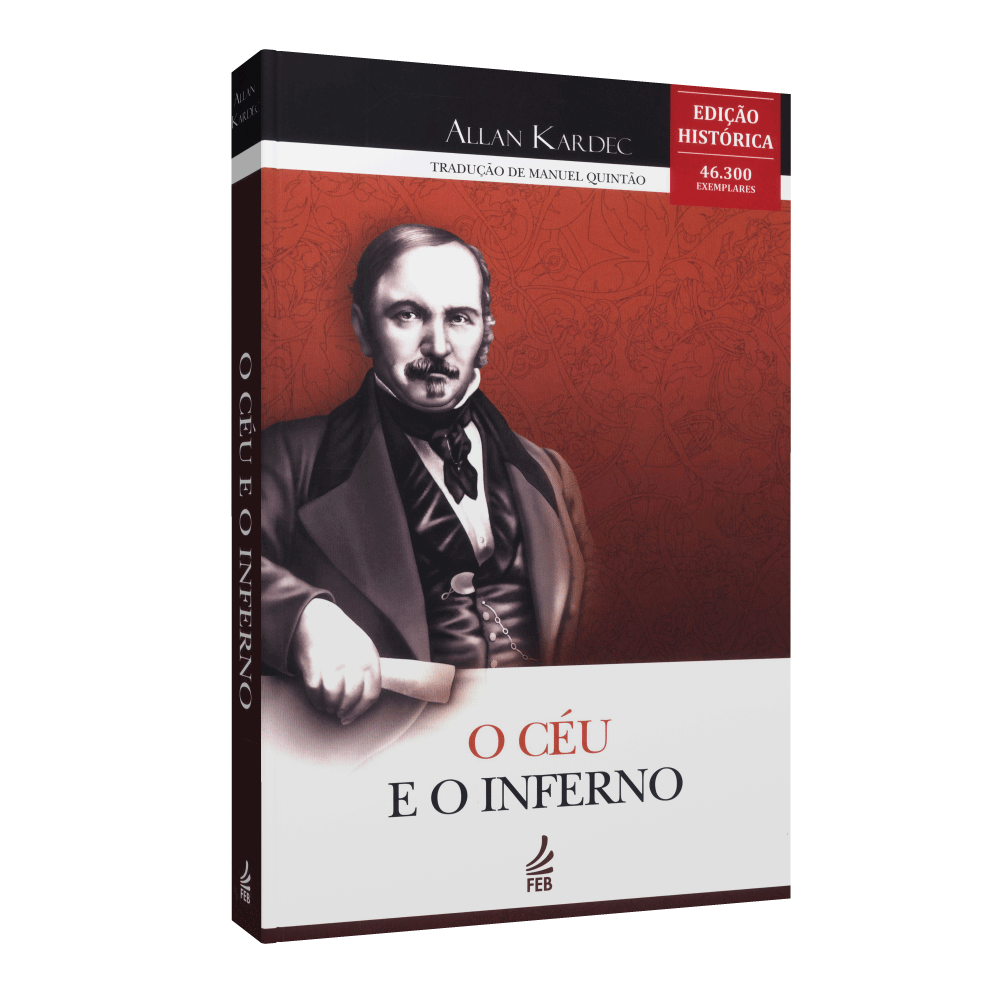 ALLAN KARDEC
TRADUÇÃO DE MANUEL QUINTÃO
EDIÇÃO
HISTÓRICA
46.300
EXEMPLARES
O CÉU
E O INFERNO
FEB
ALLAN
KARDEC
O CÉU E O INFERNO
FEB